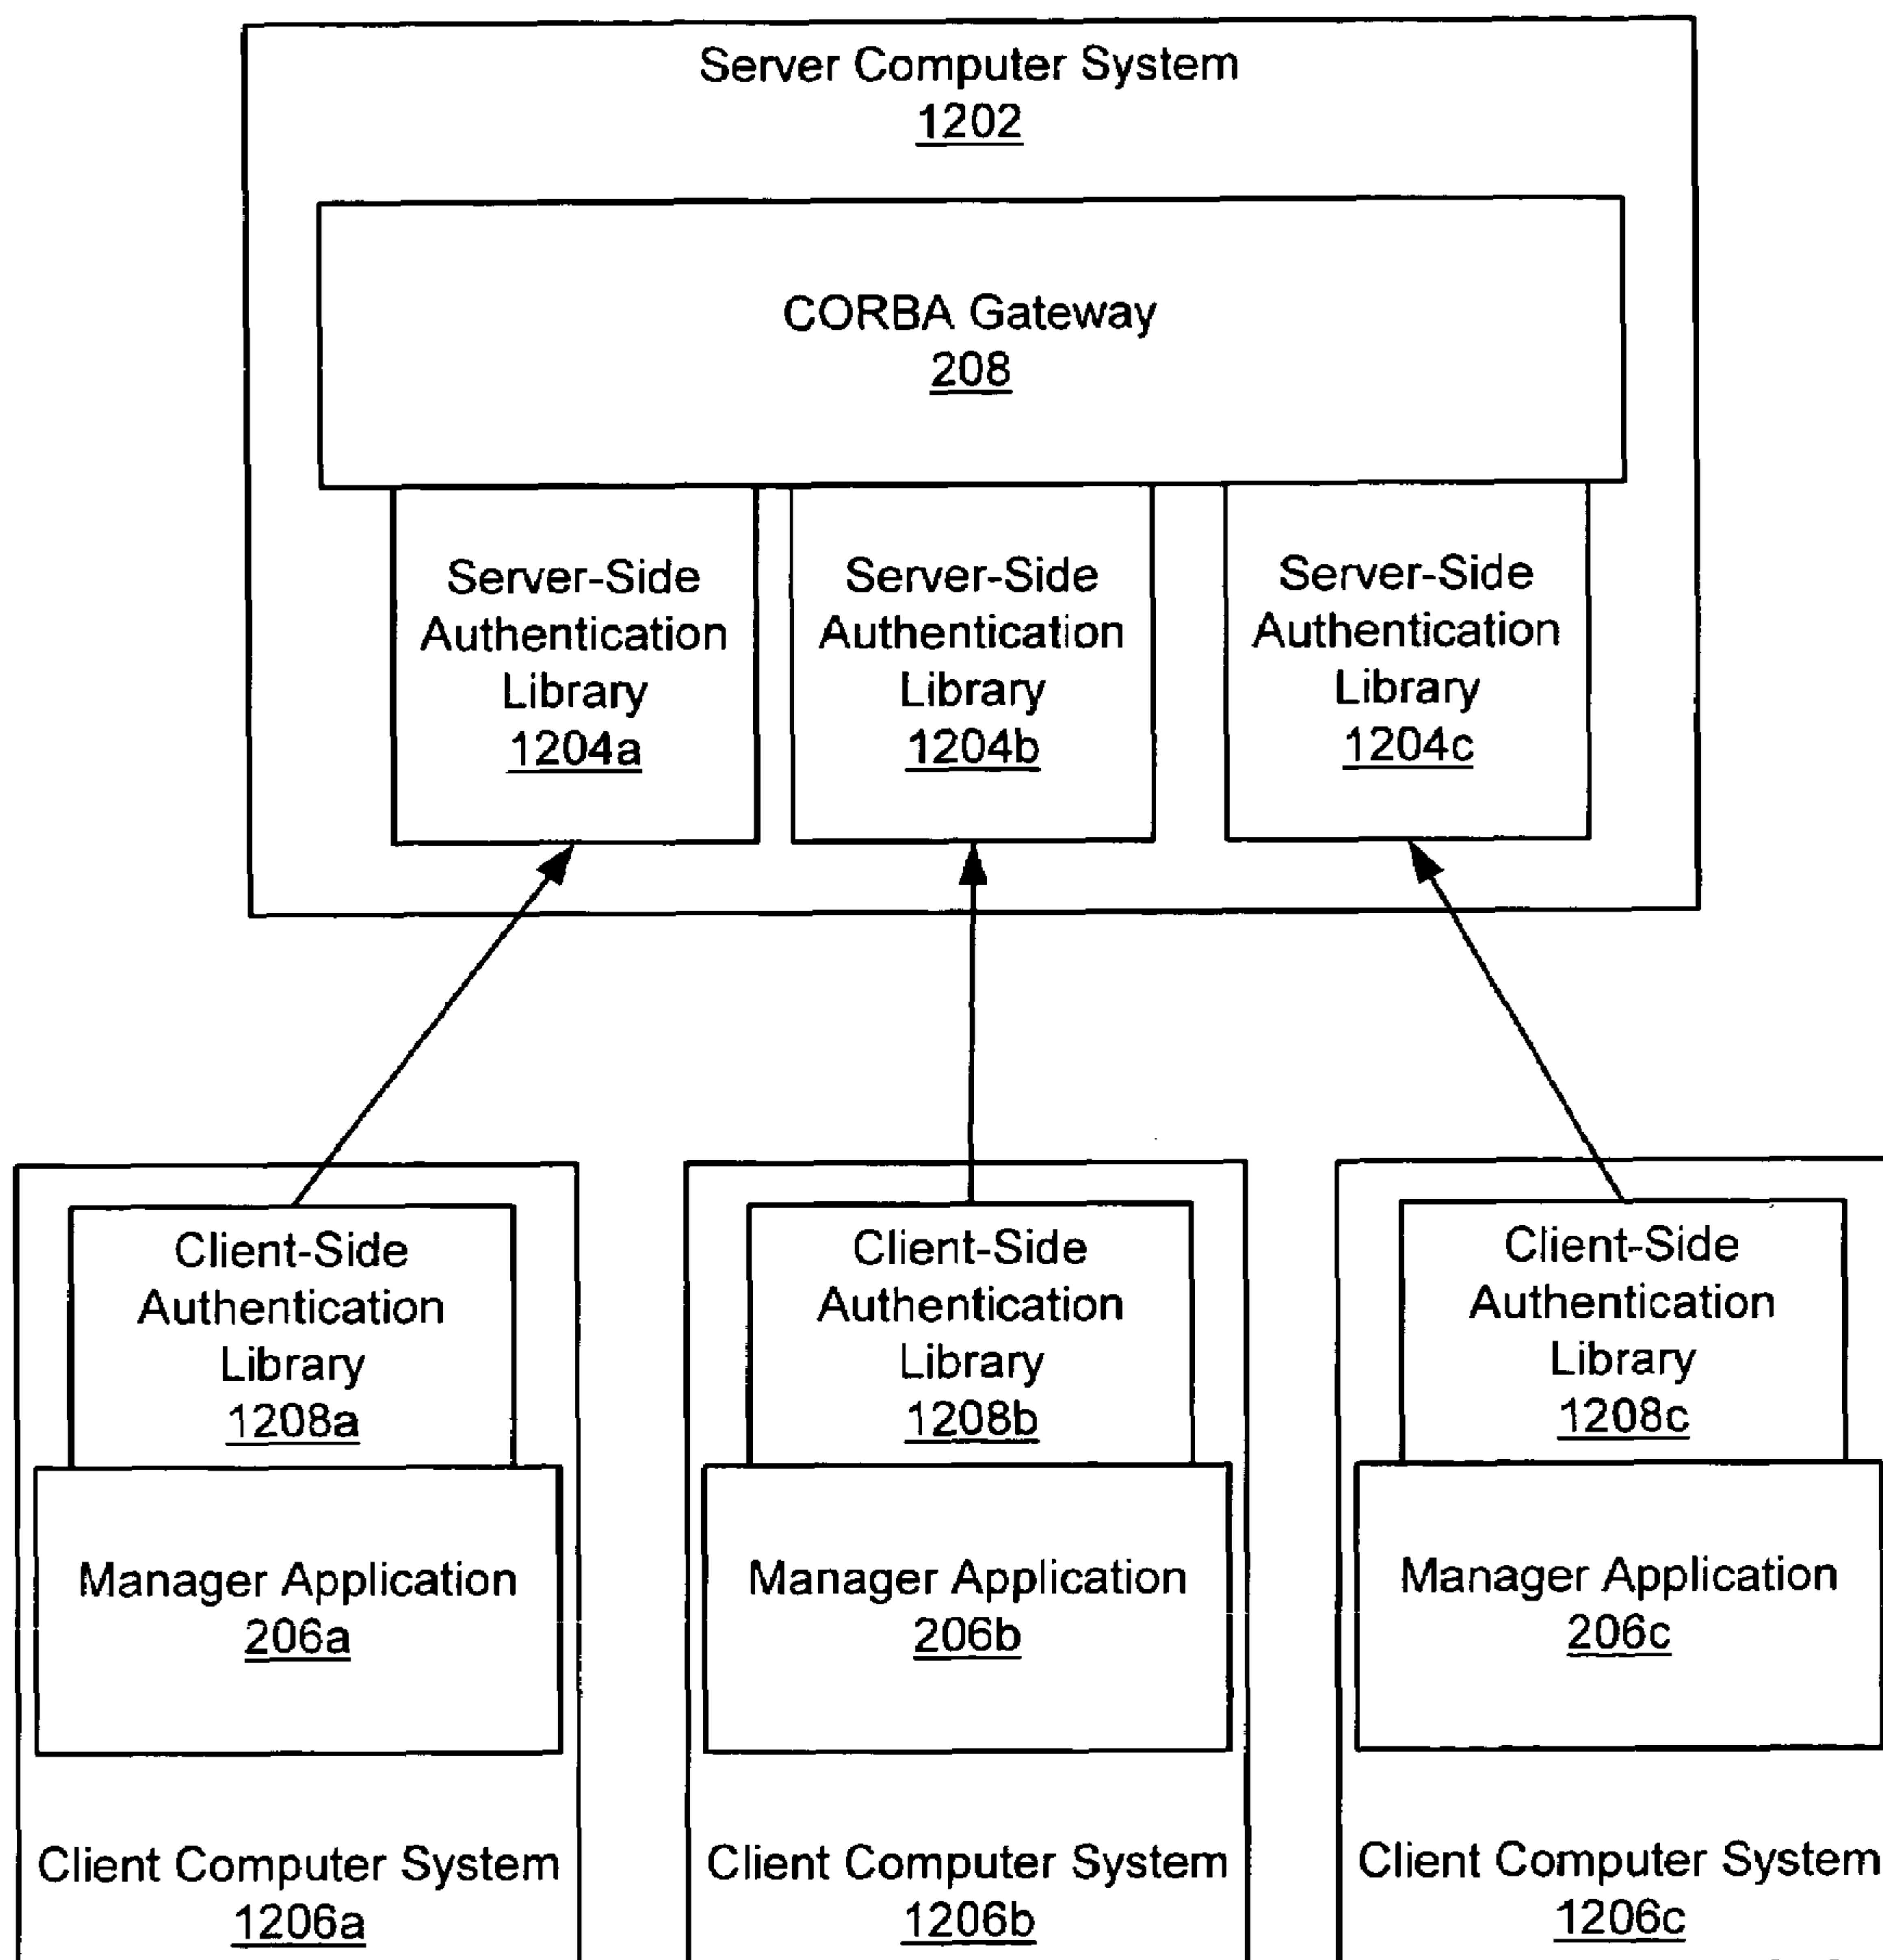 Server Computer System
1202
CORBA Gateway
208
Server-Side
Authentication
Library
1204a
Server-Side
Authentication
Library
1204b
Server-Side
Authentication
Library
1204c
Client-Side
Authentication
Library
1208a
Manager Application
206a
Client Computer System
1206a
Client-Side
Authentication
Library
1208b
Manager Application
206b
Client Computer System
1206b
Client-Side
Authentication
Library
1208c
Manager Application
206c
Client Computer System
1206c